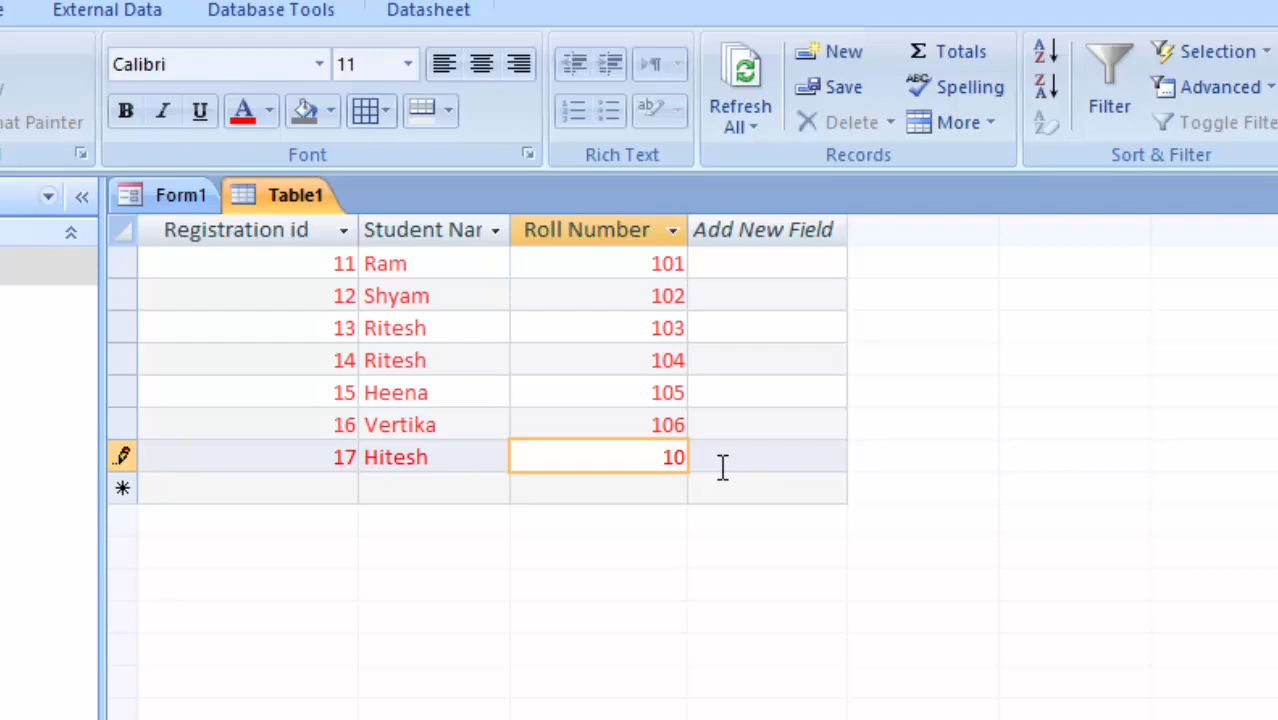 External Data Database Tools Datasheet
Calibri 11 New Σ Totals Selection
Save ABC Spelling Advanced
B I U A ab Refresh All Delete More Filter Toggle Filte
at Painter
Font Rich Text Records Sort & Filter
Form1 Table1
Registration id Student Nar Roll Number Add New Field
11 Ram 101
12 Shyam 102
13 Ritesh 103
14 Ritesh 104
15 Heena 105
16 Vertika 106
17 Hitesh 10